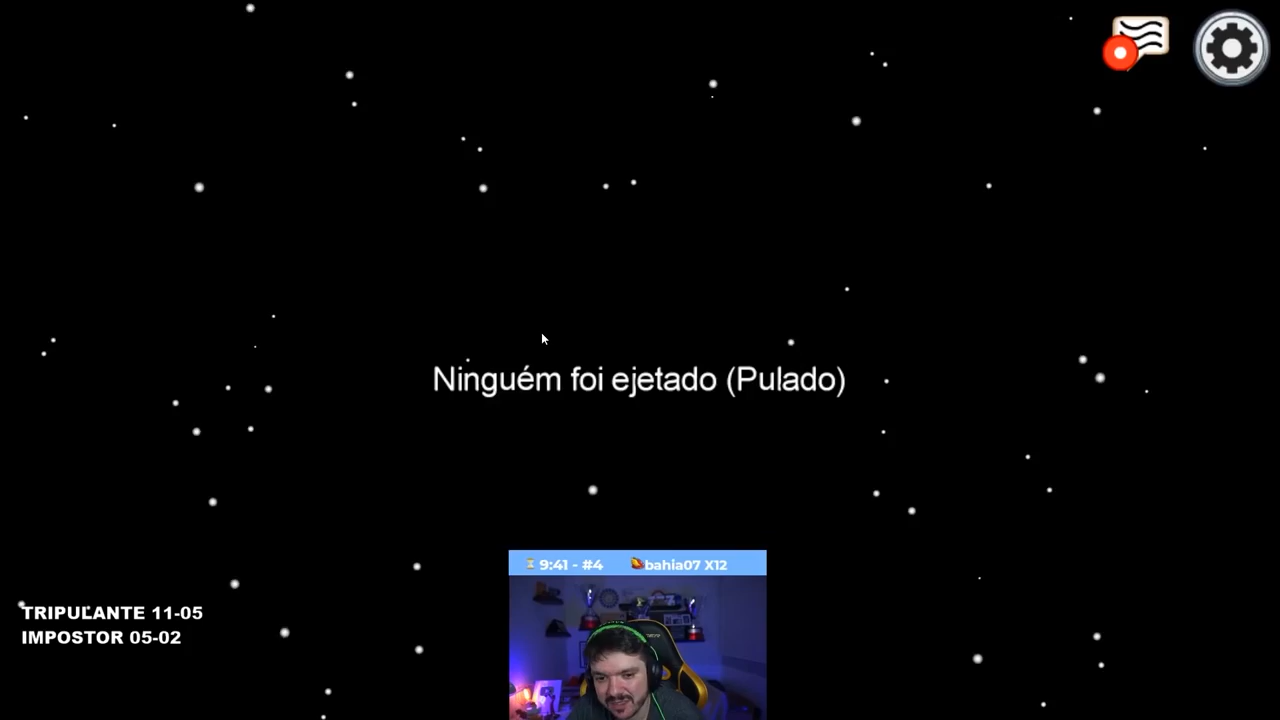 Ninguém foi ejetado (Pulado)
9:41 - #4 bahia07 X12
TRIPULANTE 11-05
IMPOSTOR 05-02